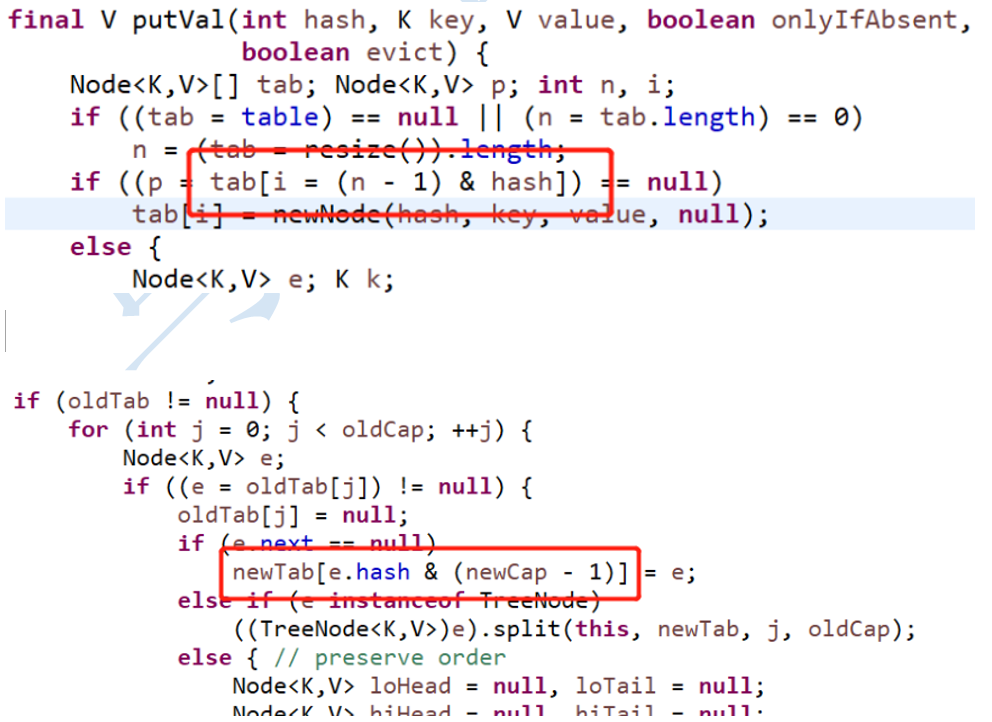 final V putVal(int hash, K key, V value, boolean onlyIfAbsent,
boolean evict) {
Node<K,V>[] tab; Node<K,V> p; int n, i;
if ((tab = table) == null || (n = tab.length) == 0)
n = (tab = resize()).length;
if ((p = tab[i = (n - 1) & hash]) == null)
tab[i] = newNode(hash, key, value, null);
else {
Node<K,V> e; K k;
if (oldTab != null) {
for (int j = 0; j < oldCap; ++j) {
Node<K,V> e;
if ((e = oldTab[j]) != null) {
oldTab[j] = null;
if (e.next == null)
newTab[e.hash & (newCap - 1)] = e;
else if (e instanceof TreeNode)
((TreeNode<K,V>)e).split(this, newTab, j, oldCap);
else { // preserve order
Node<K,V> loHead = null, loTail = null;
Node<K,V> hiHead = null, hiTail = null;